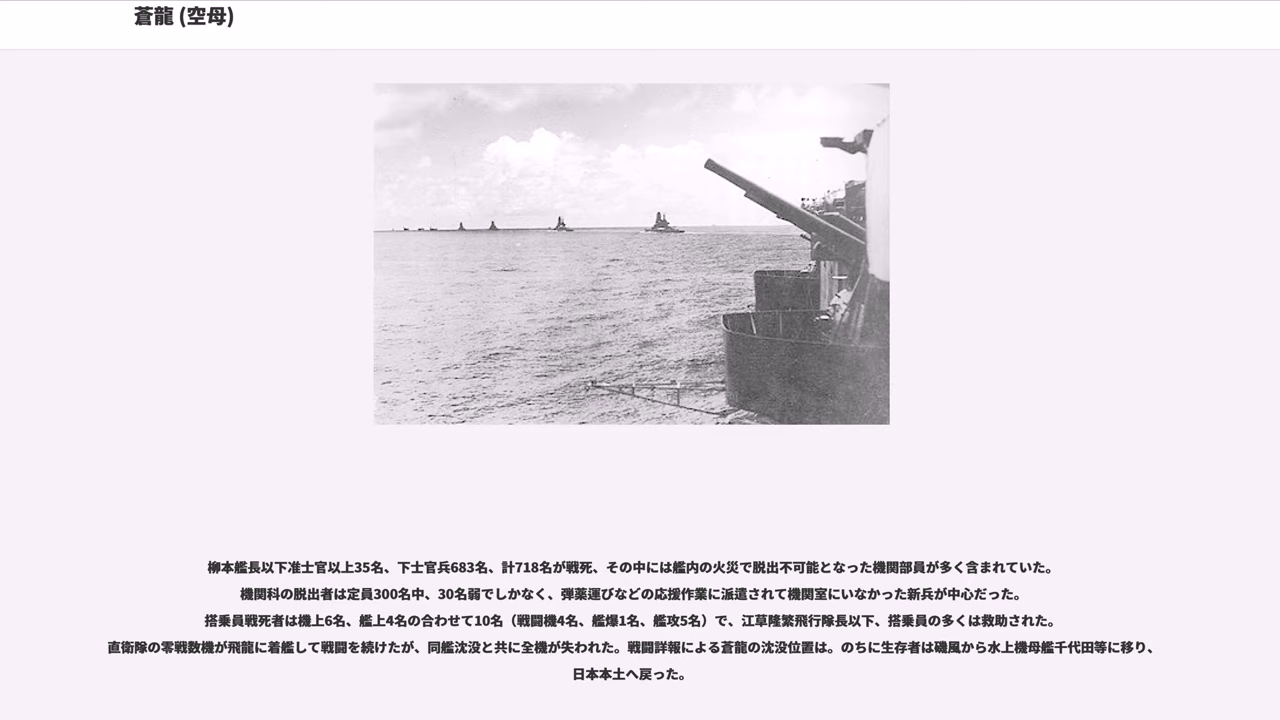 蒼龍 (空母)
柳本艦長以下准士官以上35名、下士官兵683名、計718名が戦死、その中には艦内の火災で脱出不可能となった機関部員が多く含まれていた。
機関科の脱出者は定員300名中、30名弱でしかなく、弾薬運びなどの応援作業に派遣されて機関室にいなかった新兵が中心だった。
搭乗員戦死者は機上6名、艦上4名の合わせて10名（戦闘機4名、艦爆1名、艦攻5名）で、江草隆繁飛行隊長以下、搭乗員の多くは救助された。
直衛隊の零戦数機が飛龍に着艦して戦闘を続けたが、同艦沈没と共に全機が失われた。戦闘詳報による蒼龍の沈没位置は。のちに生存者は磯風から水上機母艦千代田等に移り、
日本本土へ戻った。